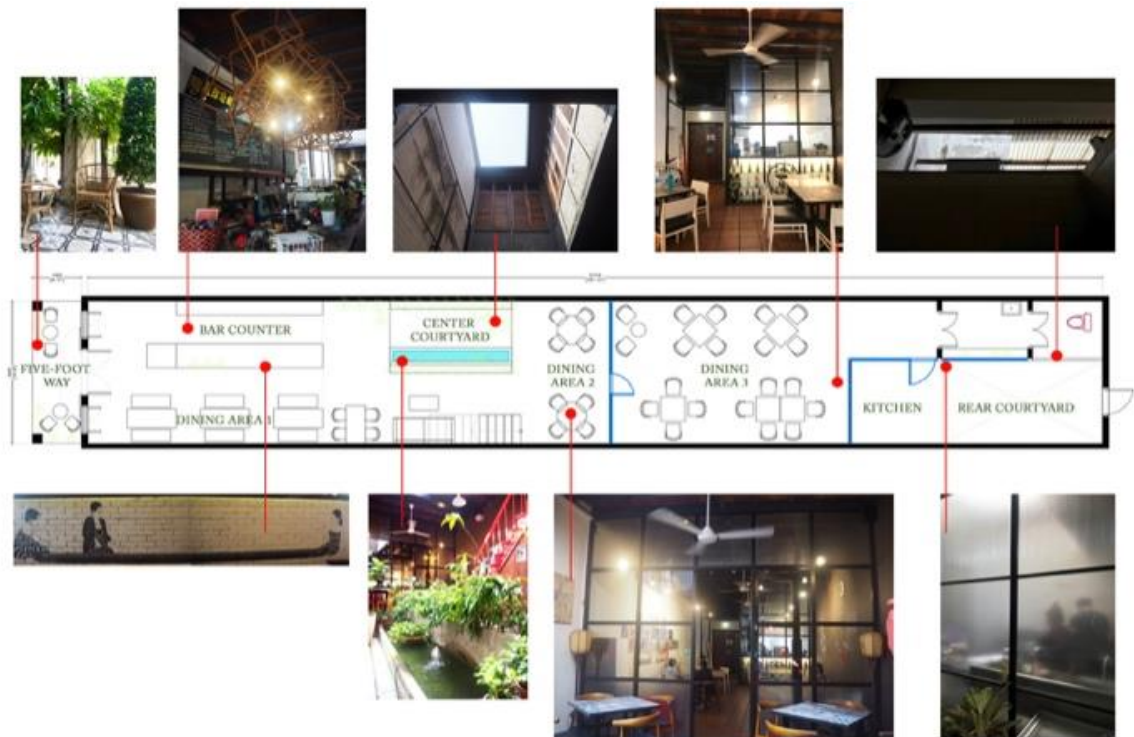 BAR COUNTER
CENTER
COURTYARD
FIVE-FOOT
WAY
DINING
AREA 2
DINING
AREA 3
DINING AREA 1
KITCHEN
REAR COURTYARD